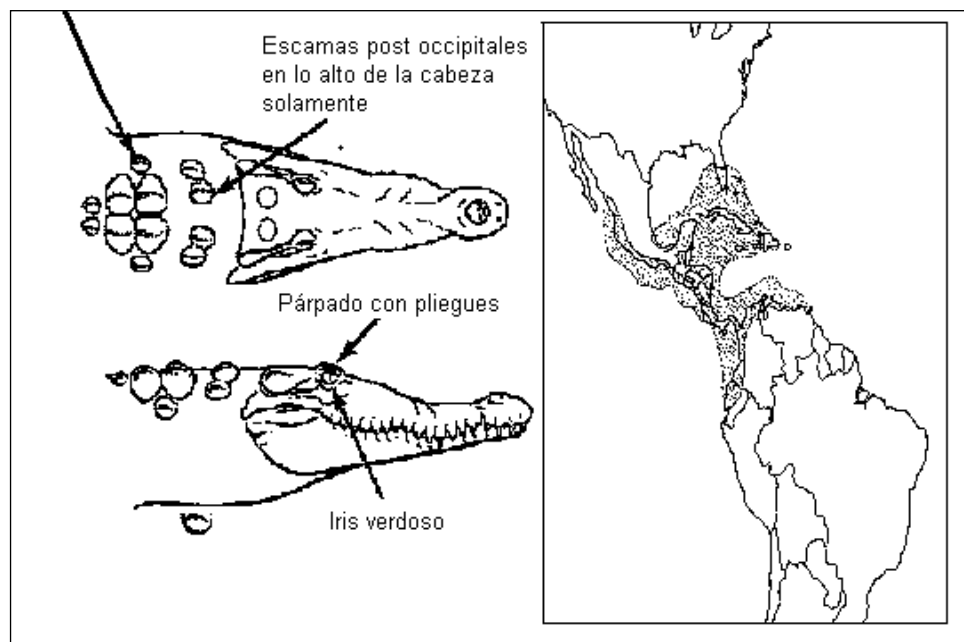 Escamas post occipitales
en lo alto de la cabeza
solamente
Párpado con pliegues
Iris verdoso